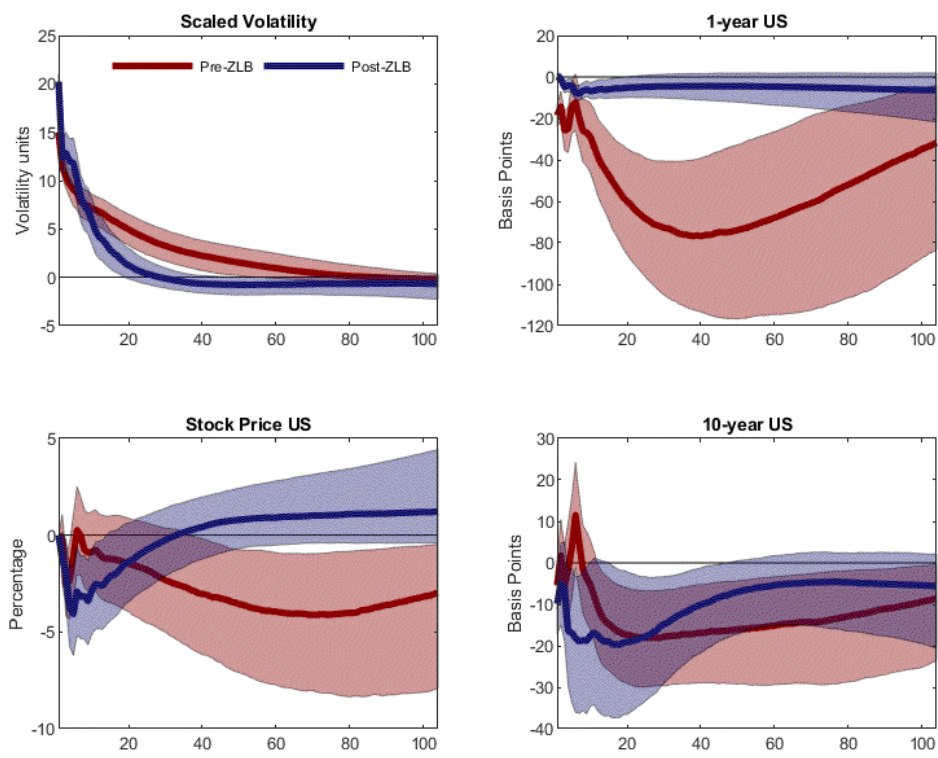 Scaled Volatility
25
20
15
10
5
0
-5
Volatility units
Pre-ZLB
Post-ZLB
20 40 60 80 100
1-year US
20
0
-20
-40
-60
-80
-100
-120
Basis Points
20 40 60 80 100
Stock Price US
5
0
-5
-10
Percentage
20 40 60 80 100
10-year US
30
20
10
0
-10
-20
-30
-40
Basis Points
20 40 60 80 100